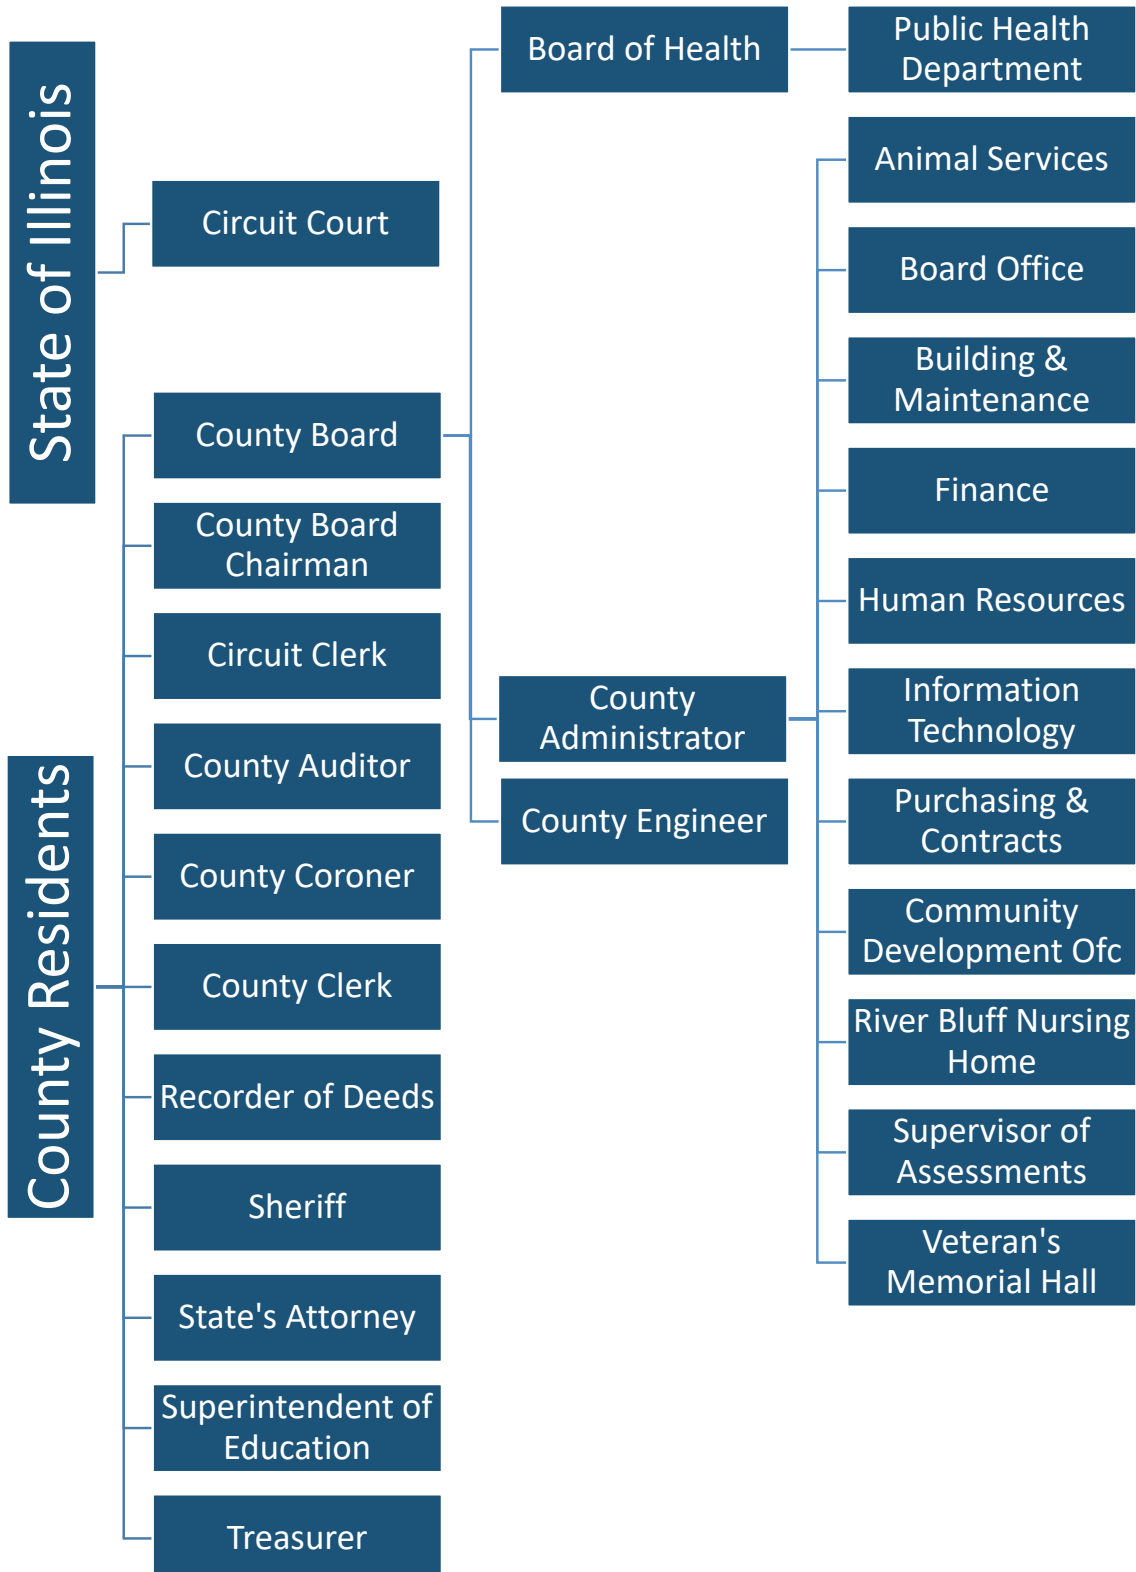 State of Illinois
Circuit Court
County Residents
County Board
County Board
Chairman
Circuit Clerk
County Auditor
County Coroner
County Clerk
Recorder of Deeds
Sheriff
State's Attorney
Superintendent of
Education
Treasurer
Board of Health
County
Administrator
County Engineer
Public Health
Department
Animal Services
Board Office
Building &
Maintenance
Finance
Human Resources
Information
Technology
Purchasing &
Contracts
Community
Development Ofc
River Bluff Nursing
Home
Supervisor of
Assessments
Veteran's
Memorial Hall